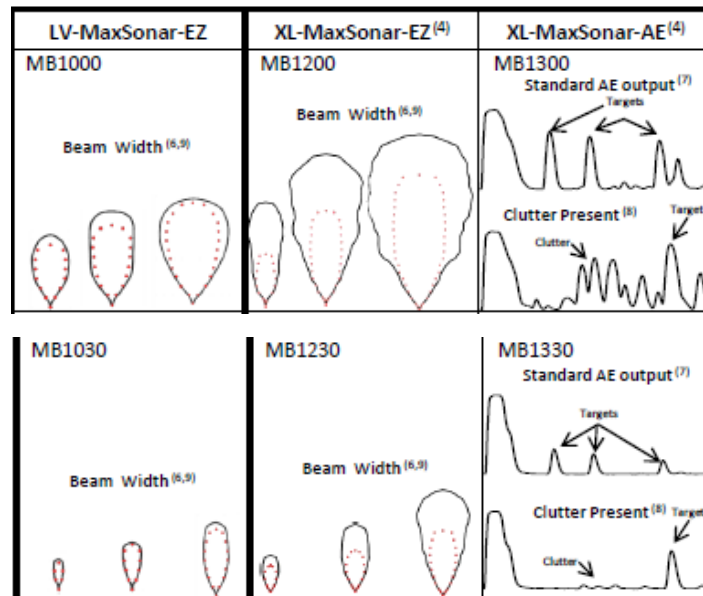 LV-MaxSonar-EZ
XL-MaxSonar-EZ(4)
XL-MaxSonar-AE(4)
MB1000
Beam Width (6,9)
MB1200
Beam Width (6,9)
MB1300
Standard AE output (7)
Targets
Clutter Present (8)
Target
Clutter
MB1030
Beam Width (6,9)
MB1230
Beam Width (6,9)
MB1330
Standard AE output (7)
Targets
Clutter Present (8)
Target
Clutter